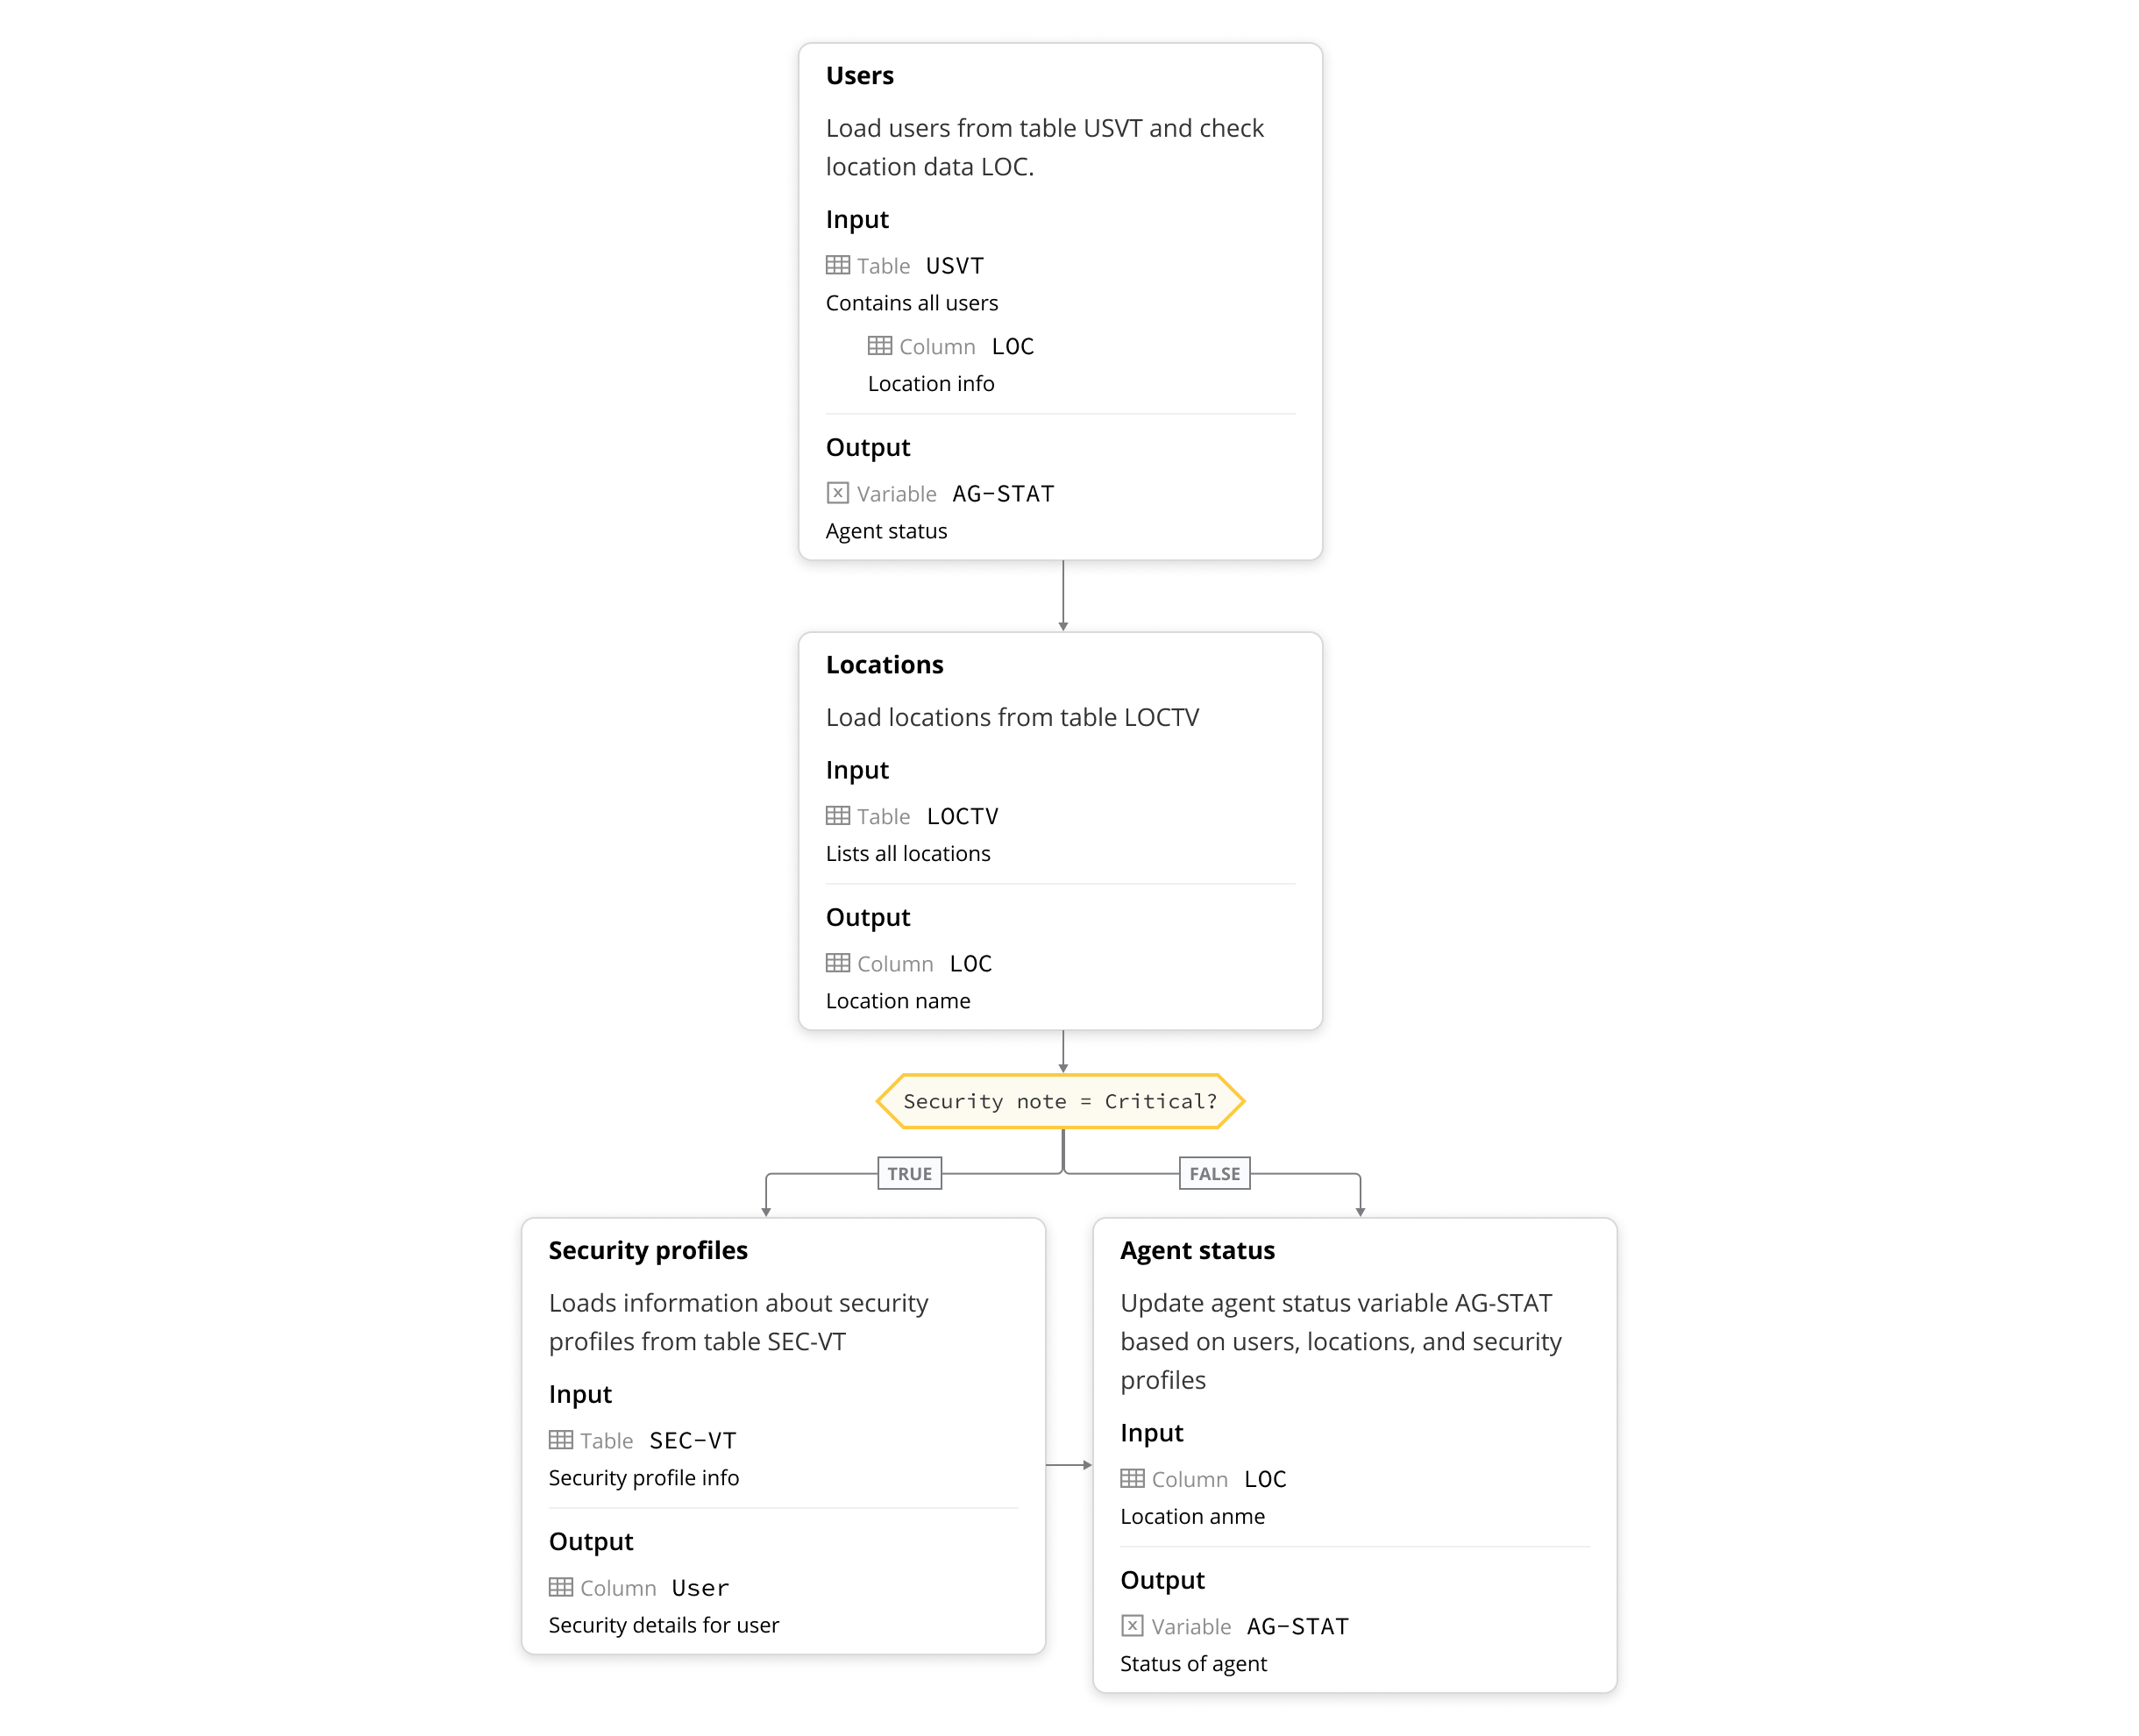 Users
Load users from table USVT and check
location data LOC.
Input
Table USVT
Contains all users
Column LOC
Location info
Output
Variable AG-STAT
Agent status
Locations
Load locations from table LOCTV
Input
Table LOCTV
Lists all locations
Output
Column LOC
Location name
Security note = Critical?
TRUE
FALSE
Security profiles
Loads information about security
profiles from table SEC-VT
Input
Table SEC-VT
Security profile info
Output
Column User
Security details for user
Agent status
Update agent status variable AG-STAT
based on users, locations, and security
profiles
Input
Column LOC
Location anme
Output
Variable AG-STAT
Status of agent